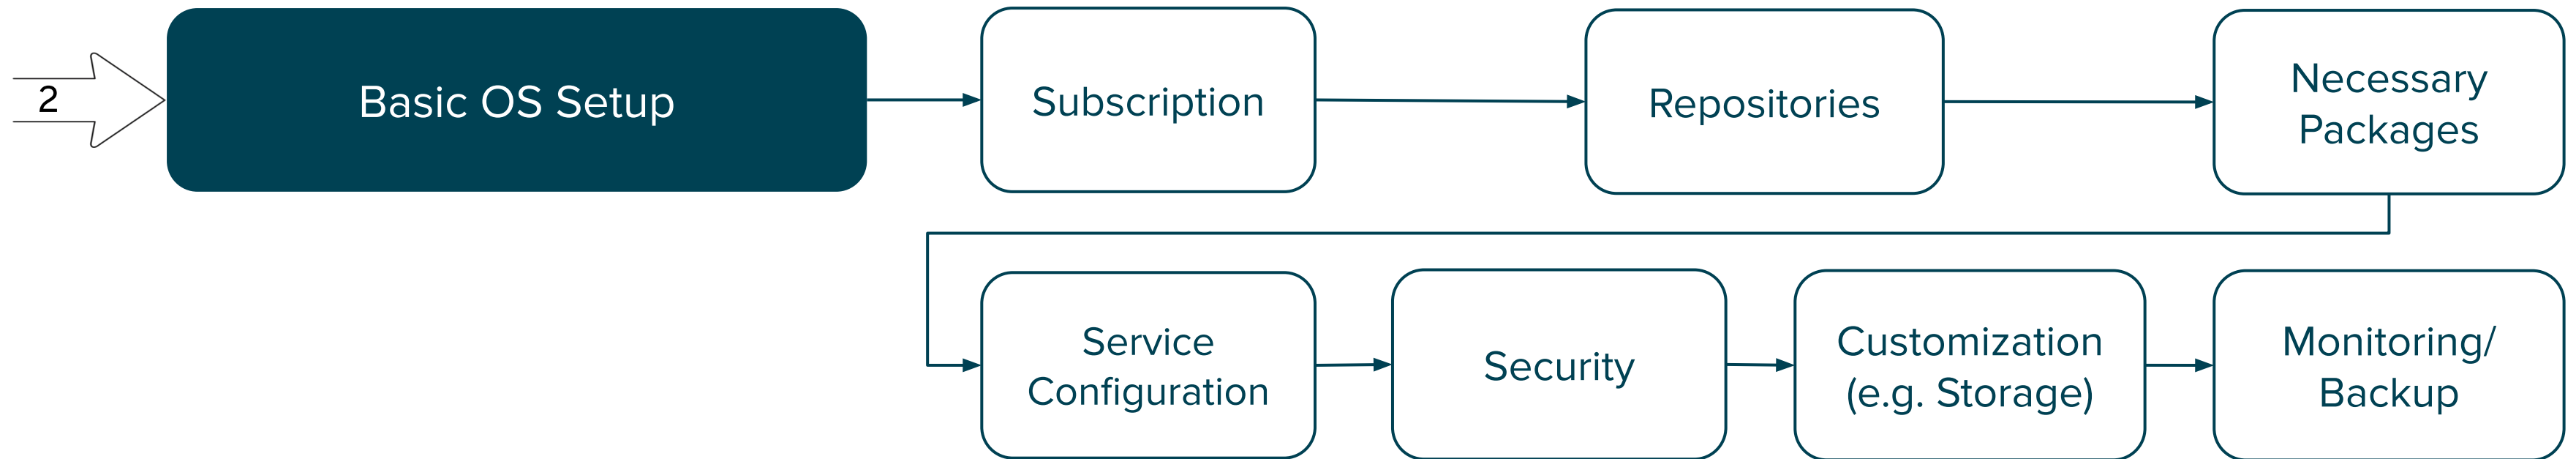 2
Basic OS Setup
Subscription
Repositories
Necessary
Packages
Service
Configuration
Security
Customization
(e.g. Storage)
Monitoring/
Backup